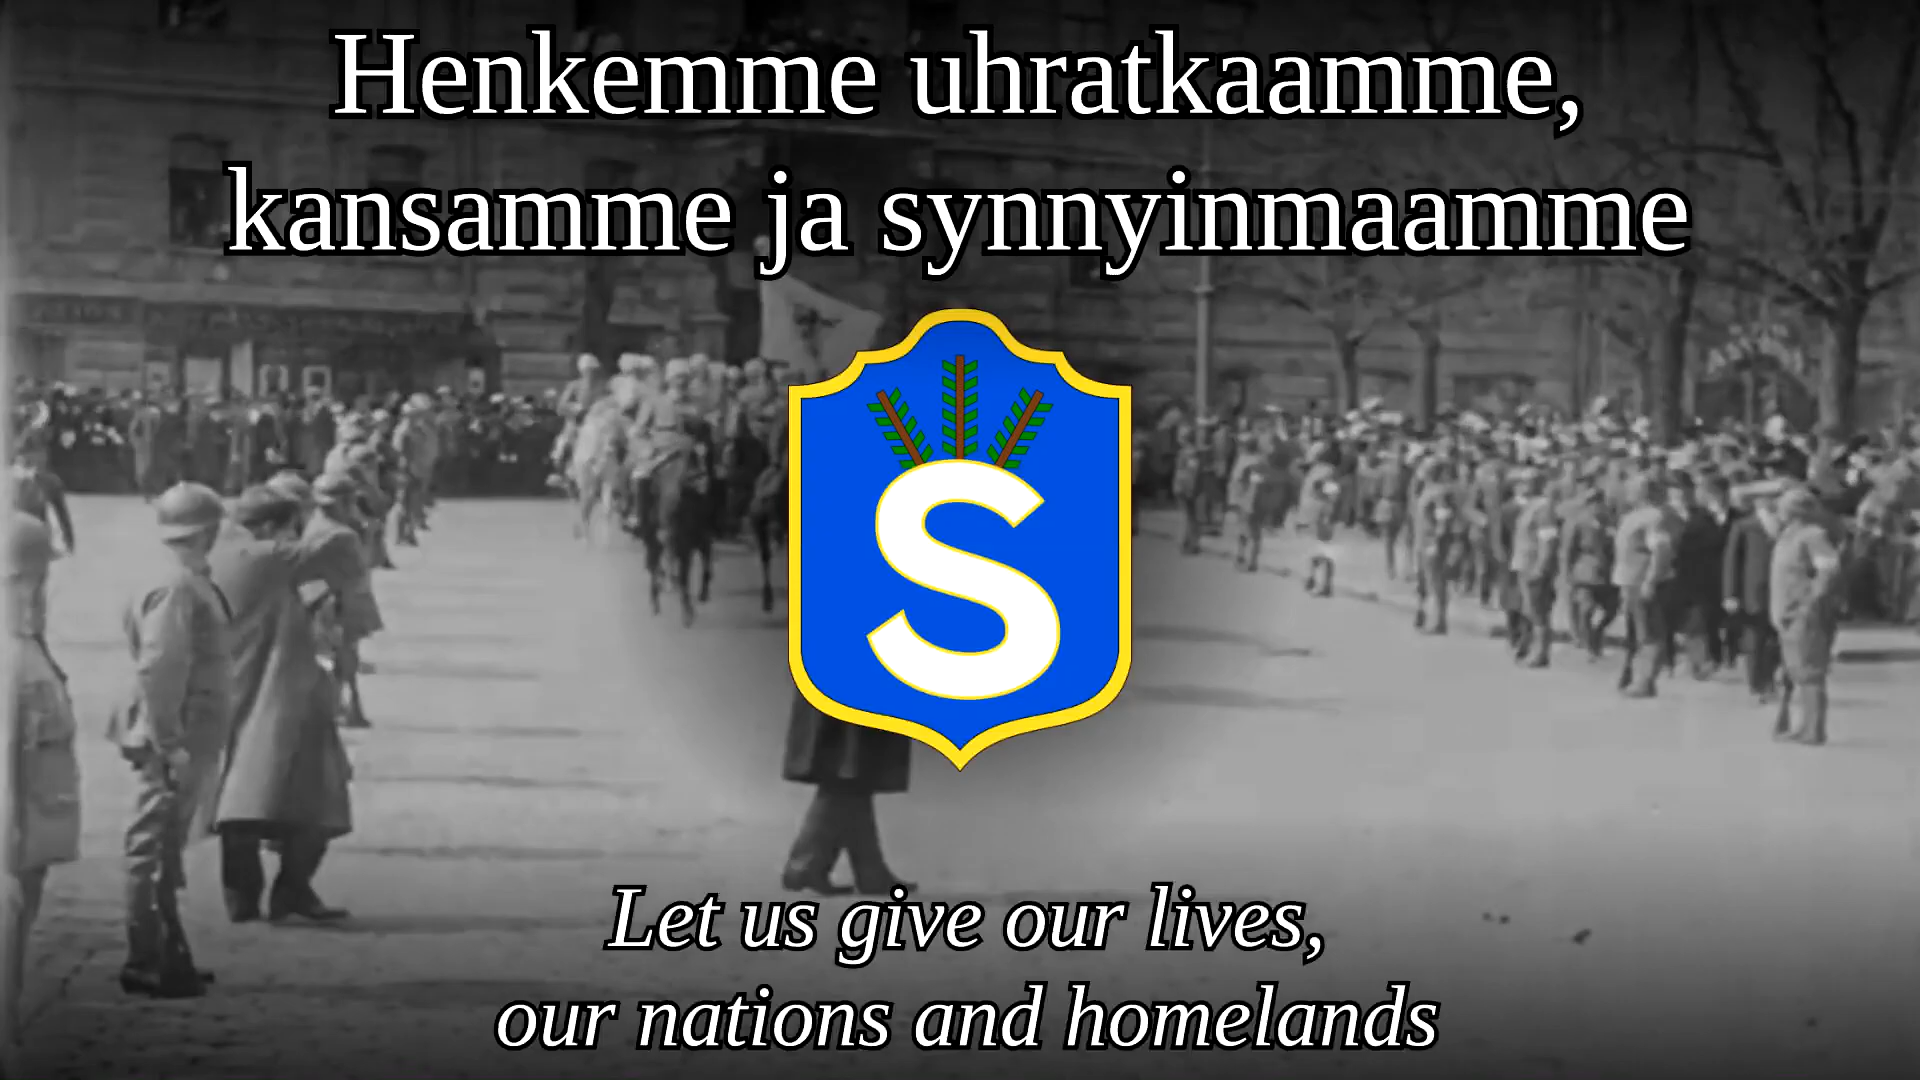 Henkemme uhratkaamme,
kansamme ja synnyinmaamme
S
Let us give our lives,
our nations and homelands